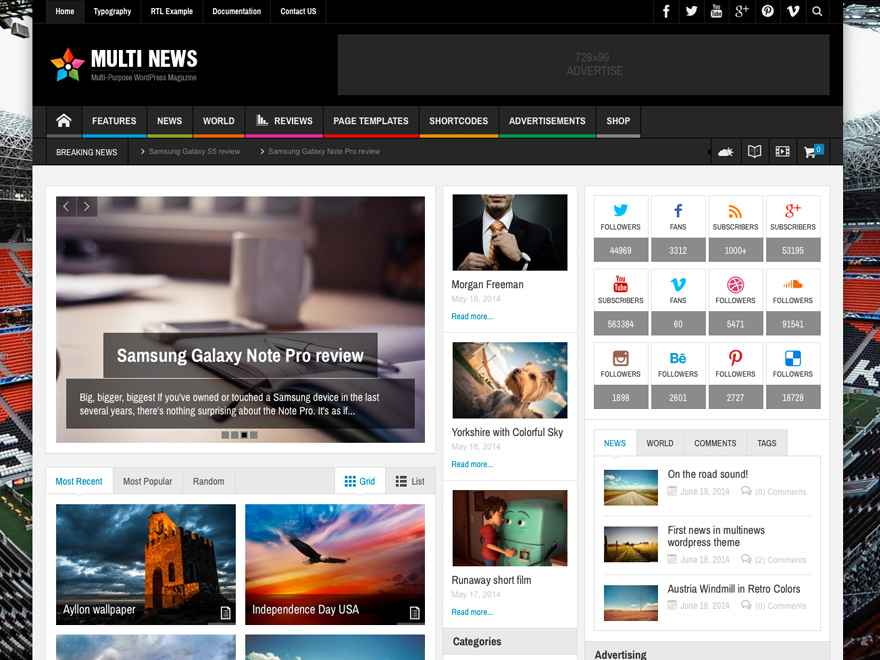 Home Typography RTL Example Documentation Contact US
MULTI NEWS
Multi-Purpose WordPress Magazine
728×90
ADVERTISE
FEATURES NEWS WORLD REVIEWS PAGE TEMPLATES SHORTCODES ADVERTISEMENTS SHOP
BREAKING NEWS Samsung Galaxy S5 review Samsung Galaxy Note Pro review 0
Samsung Galaxy Note Pro review
Big, bigger, biggest If you've owned or touched a Samsung device in the last
several years, there's nothing surprising about the Note Pro. It's as if...
Most Recent Most Popular Random Grid List
Ayllon wallpaper
Independence Day USA
Morgan Freeman
May 18, 2014
Read more...
Yorkshire with Colorful Sky
May 18, 2014
Read more...
Runaway short film
May 17, 2014
Read more...
Categories
FOLLOWERS FANS SUBSCRIBERS SUBSCRIBERS
44969 3312 1000+ 53195
You Tube
SUBSCRIBERS FANS FOLLOWERS FOLLOWERS
563384 60 5471 91541
Bē
FOLLOWERS FOLLOWERS FOLLOWERS FOLLOWERS
1898 2601 2727 18728
NEWS WORLD COMMENTS TAGS
On the road sound!
June 19, 2014 (0) Comments
First news in multinews
wordpress theme
June 18, 2014 (2) Comments
Austria Windmill in Retro Colors
June 18, 2014 (0) Comments
Advertising